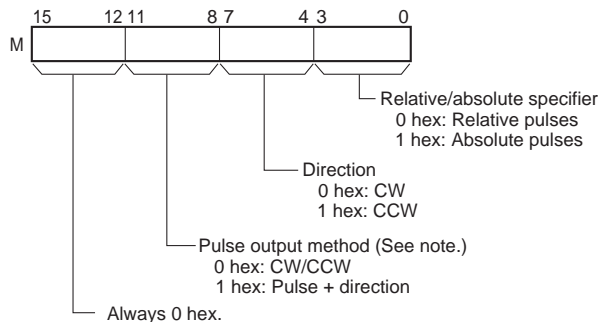 15 12 11 8 7 4 3 0
M
Relative/absolute specifier
0 hex: Relative pulses
1 hex: Absolute pulses
Direction
0 hex: CW
1 hex: CCW
Pulse output method (See note.)
0 hex: CW/CCW
1 hex: Pulse + direction
Always 0 hex.